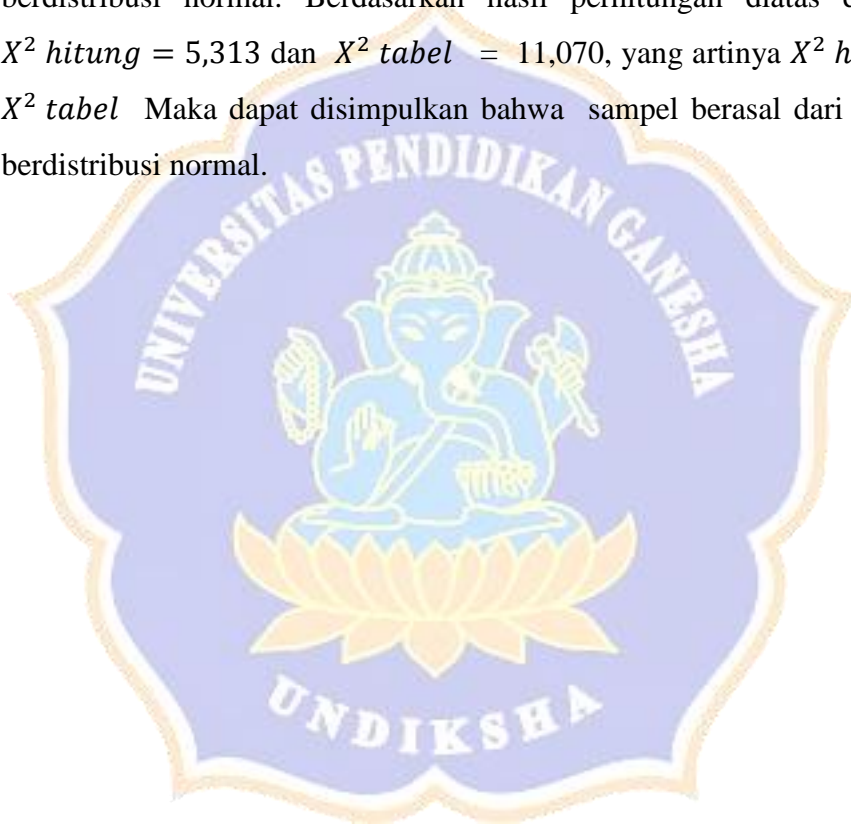 berdistribusi normal. Berdasarkan hasil perhitungan diatas
X² hitung = 5,313 dan X² tabel = 11,070, yang artinya X²
X² tabel Maka dapat disimpulkan bahwa sampel berasal dari
berdistribusi normal.
UNIVERSITAS PENDIDIKAN GANESHA
UNDIKSHA